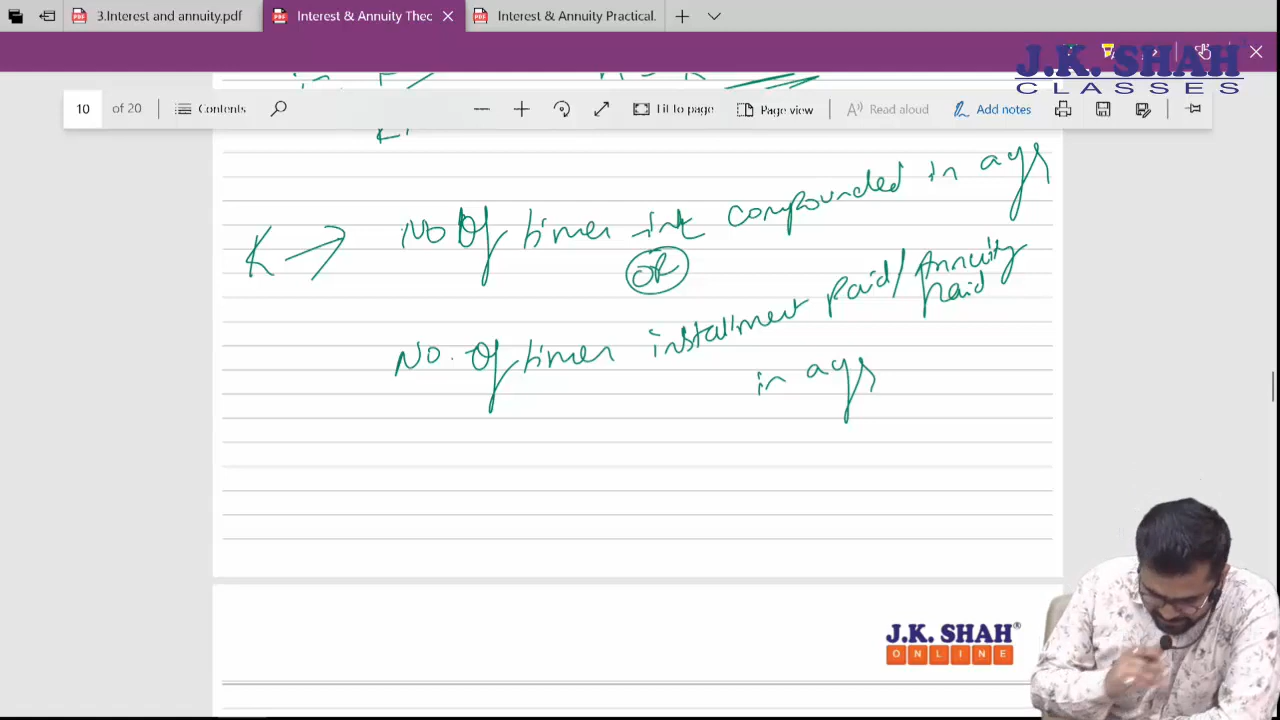 3.Interest and annuity.pdf
Interest & Annuity Theo
Interest & Annuity Practical.
J.K. SHAH
CLASSES
10 of 20
Contents
Fit to page
Page view
Read aloud
Add notes
K → No Of times int compounded in a yr
OR
No. Of times installment paid/Annuity paid
in a yr
J.K. SHAH®
ONLINE